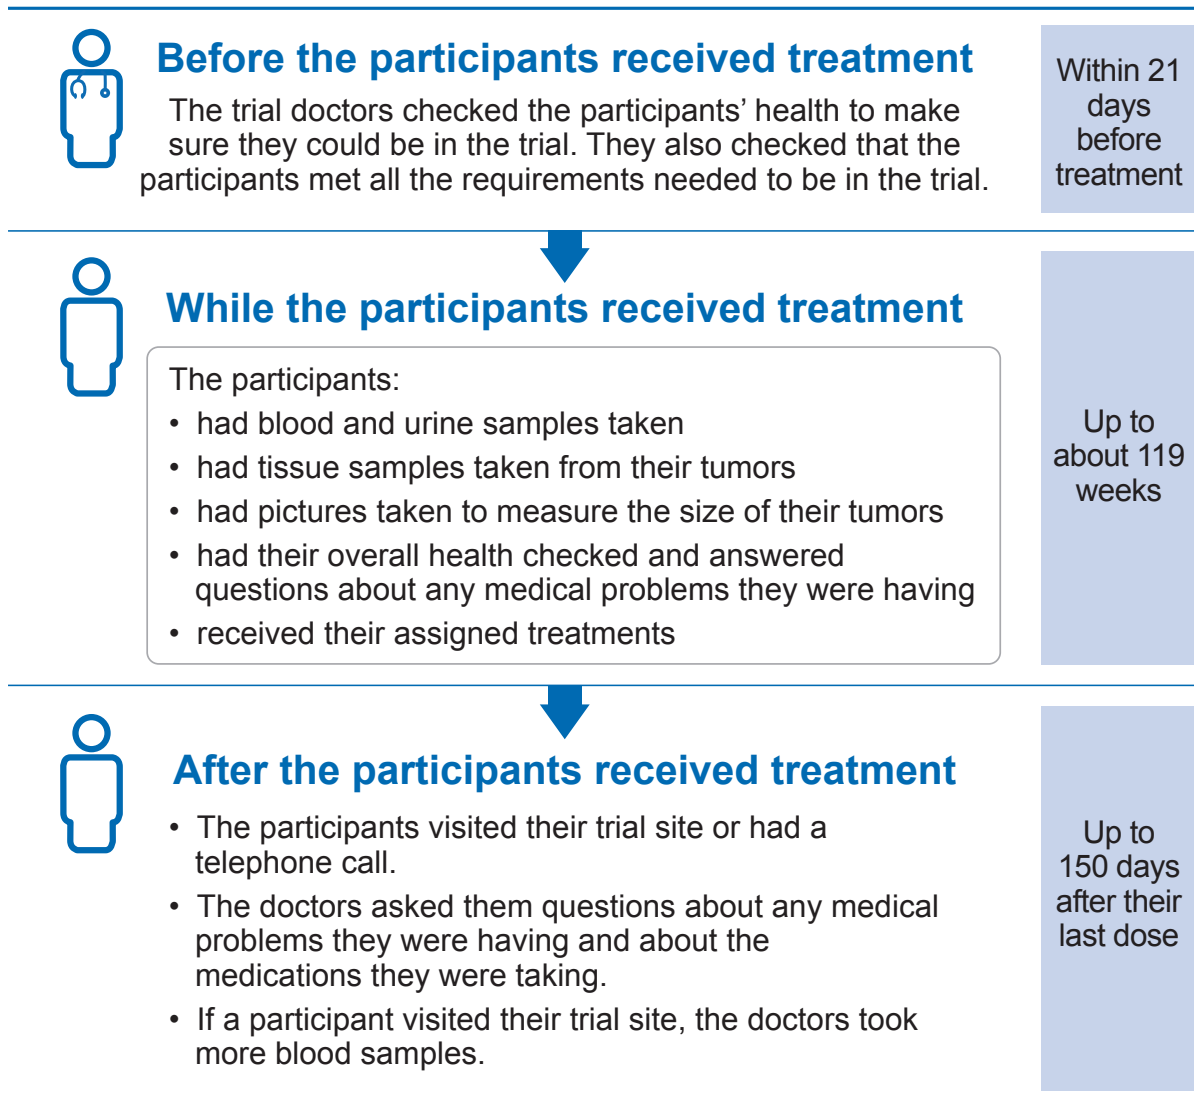 Before the participants received treatment
The trial doctors checked the participants’ health to make
sure they could be in the trial. They also checked that the
participants met all the requirements needed to be in the trial.
Within 21
days
before
treatment
While the participants received treatment
The participants:
• had blood and urine samples taken
• had tissue samples taken from their tumors
• had pictures taken to measure the size of their tumors
• had their overall health checked and answered
questions about any medical problems they were having
• received their assigned treatments
Up to
about 119
weeks
After the participants received treatment
• The participants visited their trial site or had a
telephone call.
• The doctors asked them questions about any medical
problems they were having and about the
medications they were taking.
• If a participant visited their trial site, the doctors took
more blood samples.
Up to
150 days
after their
last dose